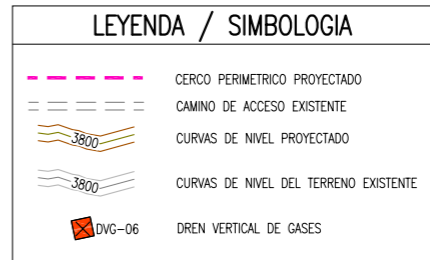 LEYENDA / SIMBOLOGIA
CERCO PERIMETRICO PROYECTADO
CAMINO DE ACCESO EXISTENTE
3800 CURVAS DE NIVEL PROYECTADO
3800 CURVAS DE NIVEL DEL TERRENO EXISTENTE
DVG-06 DREN VERTICAL DE GASES